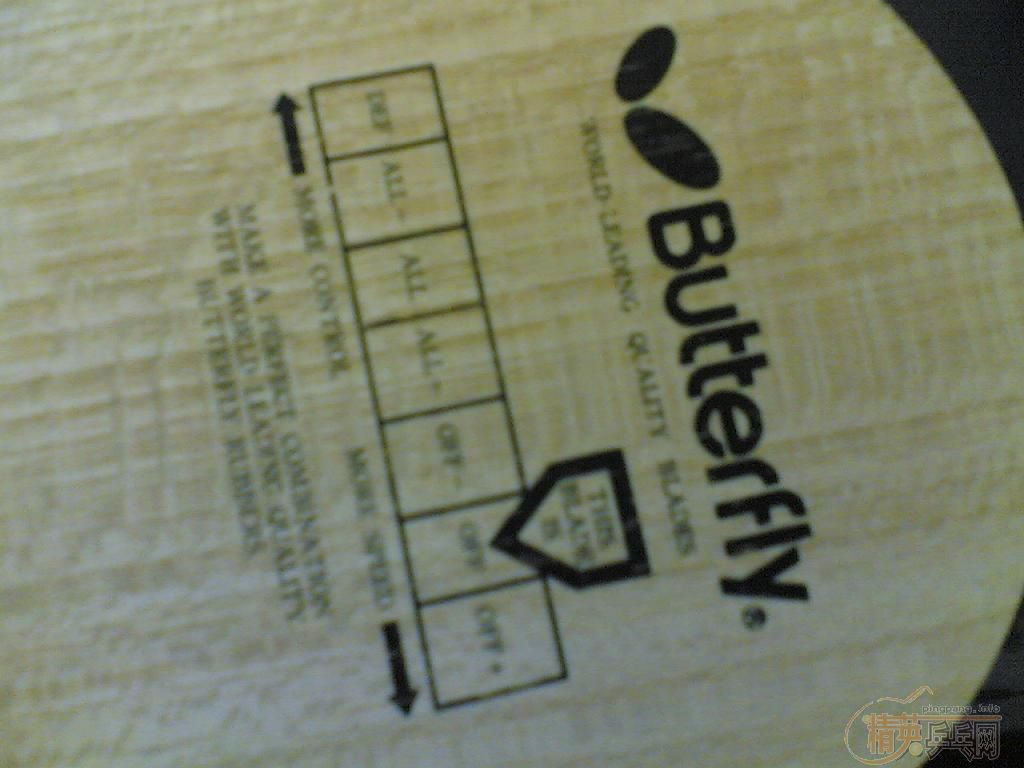 Butterfly®
WORLD-LEADING QUALITY BLADES
THIS
BLADE
IS
DEF ALL- ALL ALL+ OFF- OFF OFF+
MORE CONTROL MORE SPEED
MAKE A PERFECT COMBINATION
WITH WORLD LEADING QUALITY
BUTTERFLY RUBBERS.
pingpang.info
精英乒乓网